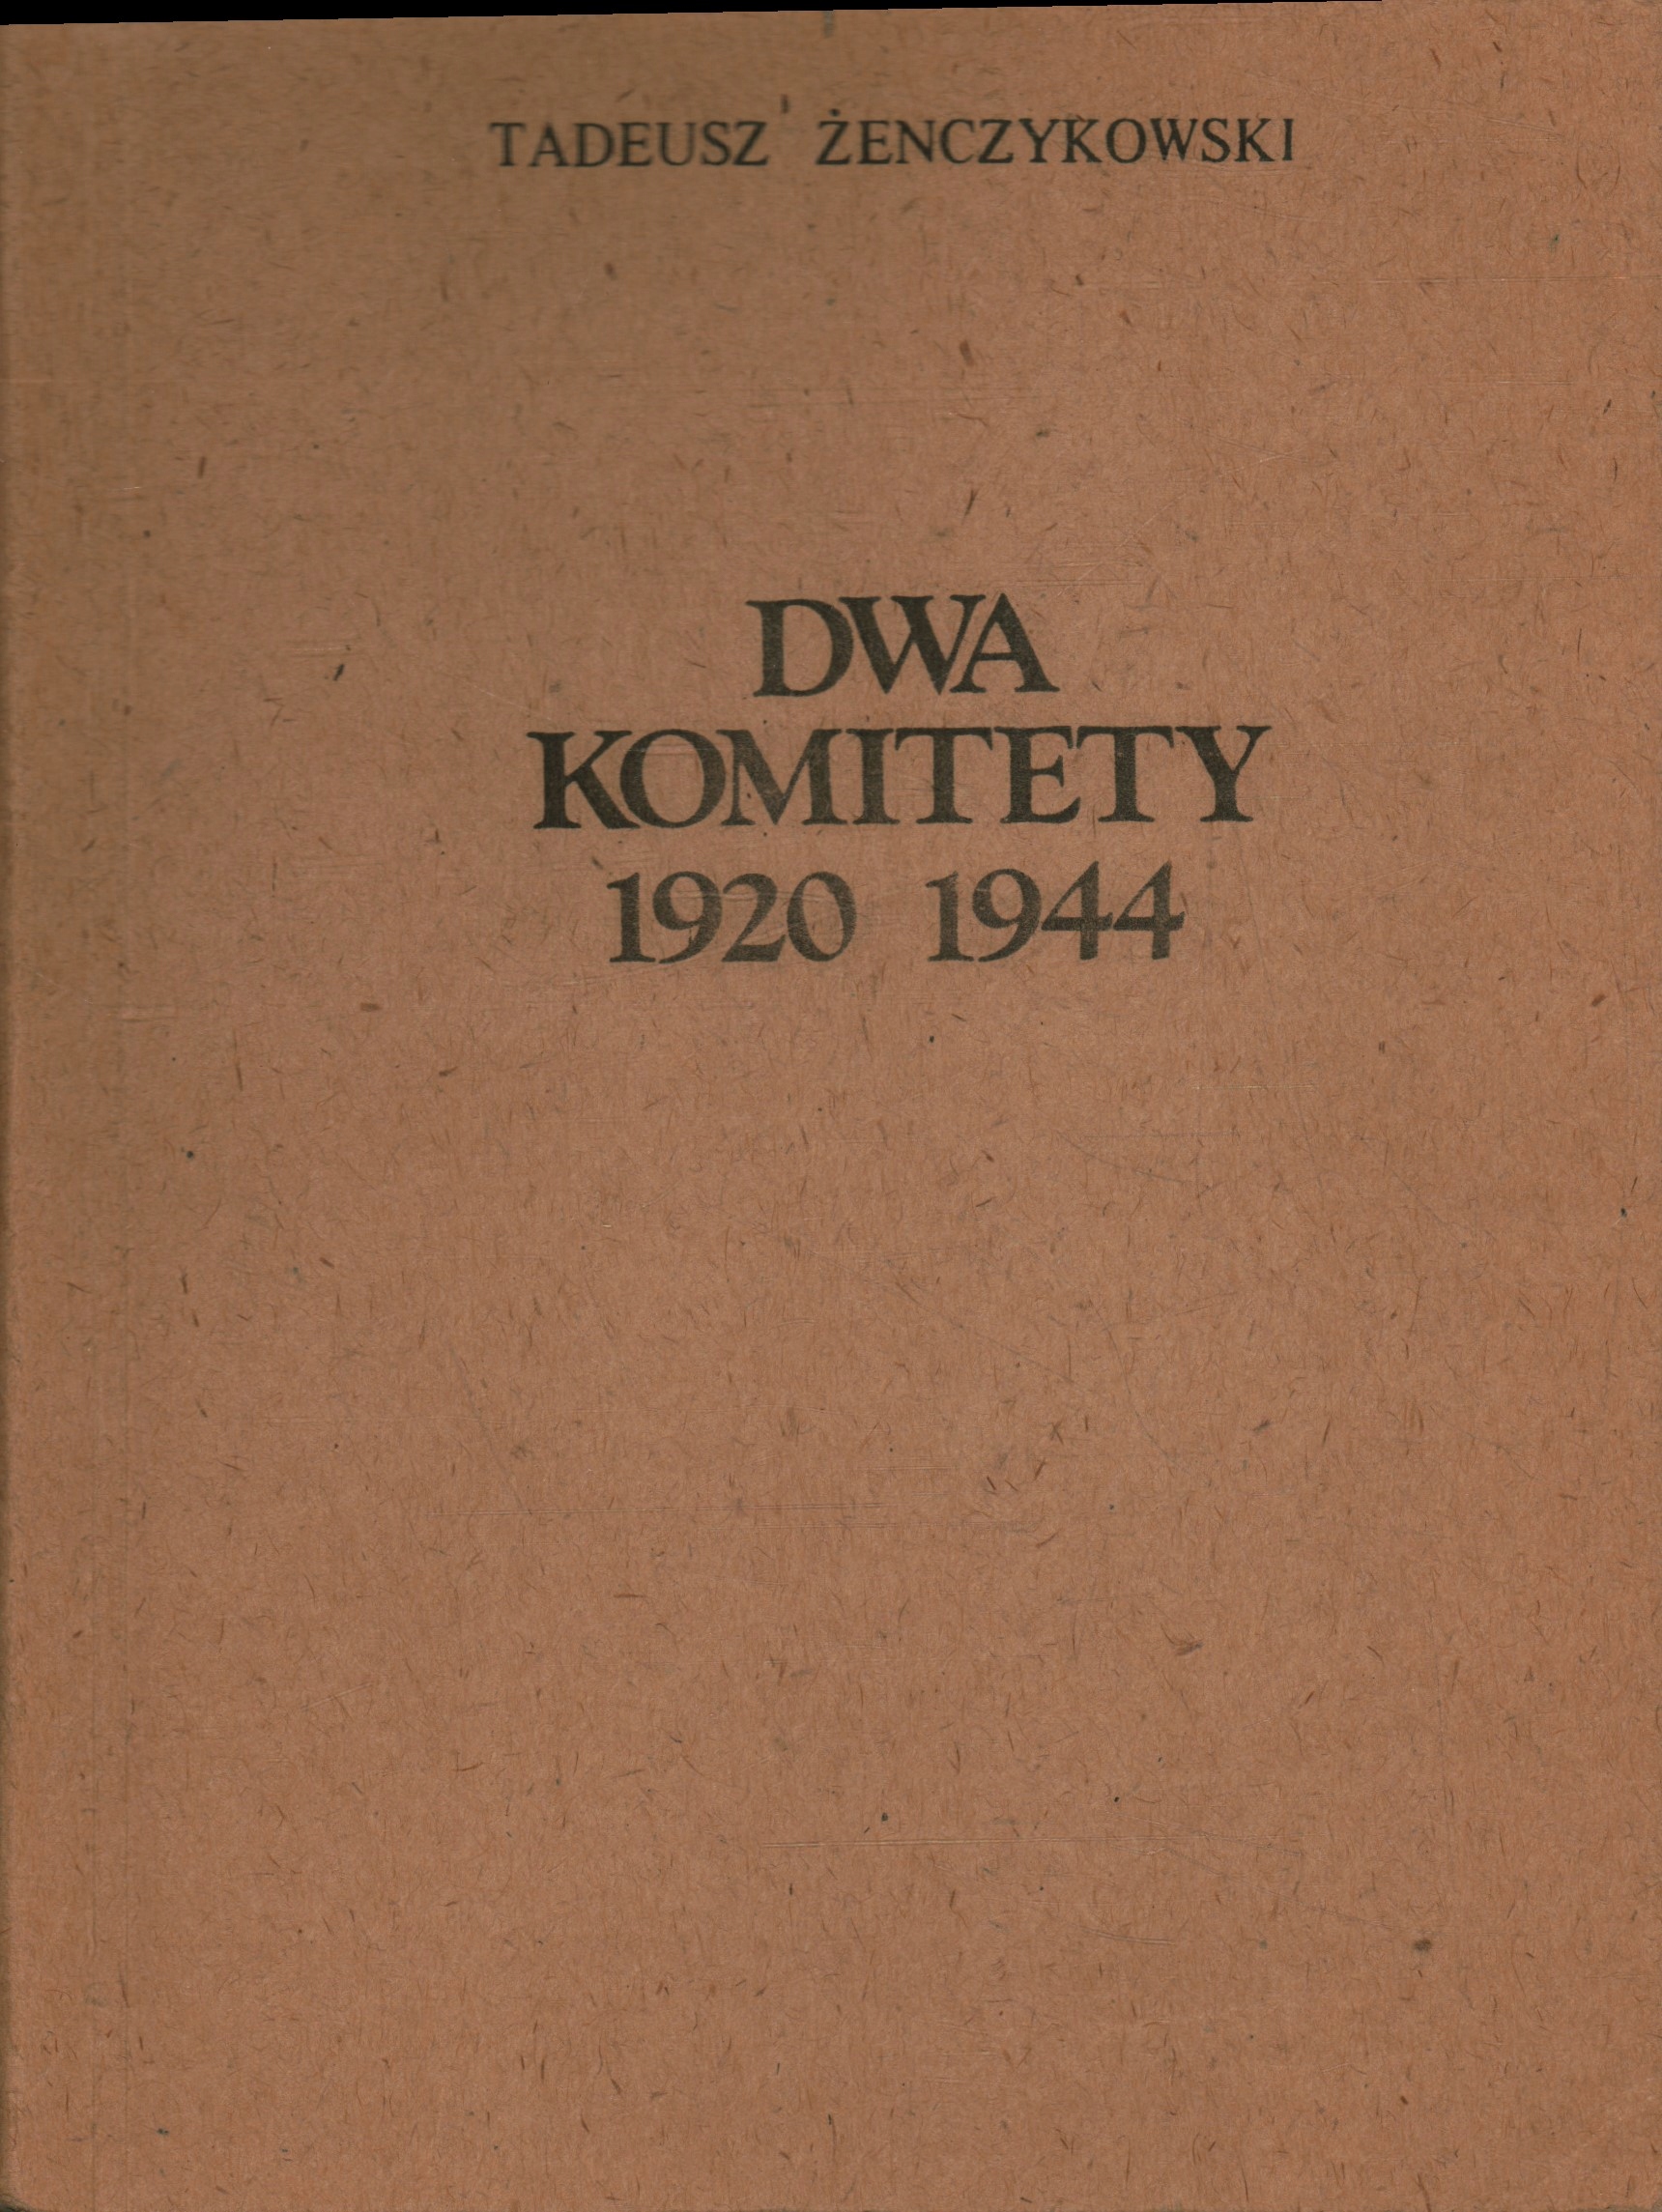 TADEUSZ ŻENCZYKOWSKI
DWA
KOMITETY
1920 1944